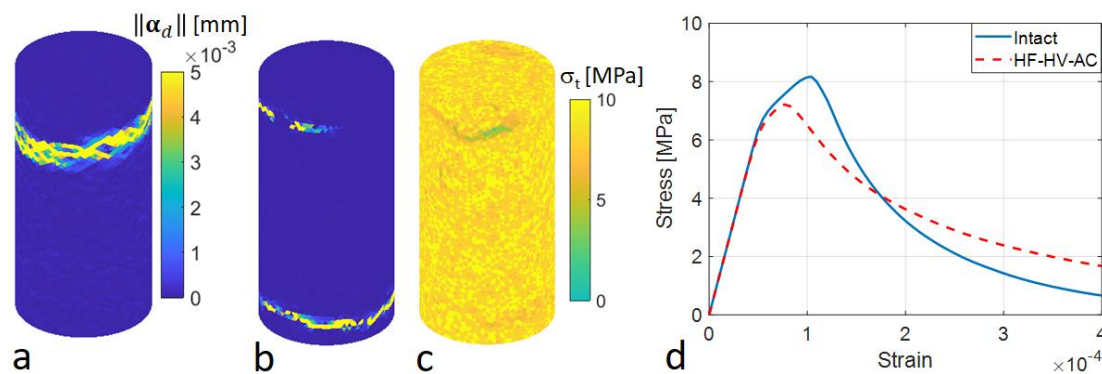 ‖α_d‖ [mm]
×10⁻³
5
4
3
2
1
0
a
b
σ_t [MPa]
10
5
0
c
10
8
6
4
2
0
Stress [MPa]
Intact
HF-HV-AC
0
1
2
3
4
Strain
×10⁻⁴
d